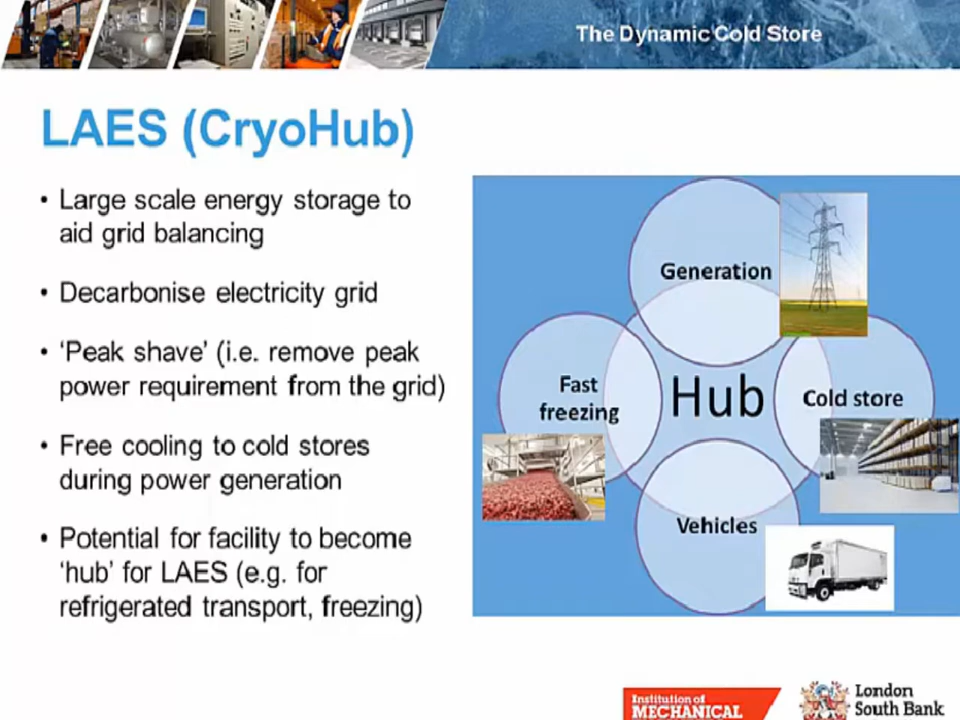 The Dynamic Cold Store
LAES (CryoHub)
• Large scale energy storage to
aid grid balancing
• Decarbonise electricity grid
• ‘Peak shave’ (i.e. remove peak
power requirement from the grid)
• Free cooling to cold stores
during power generation
• Potential for facility to become
‘hub’ for LAES (e.g. for
refrigerated transport, freezing)
Generation
Fast
freezing
Hub
Cold store
Vehicles
Institution of
MECHANICAL
London
South Bank